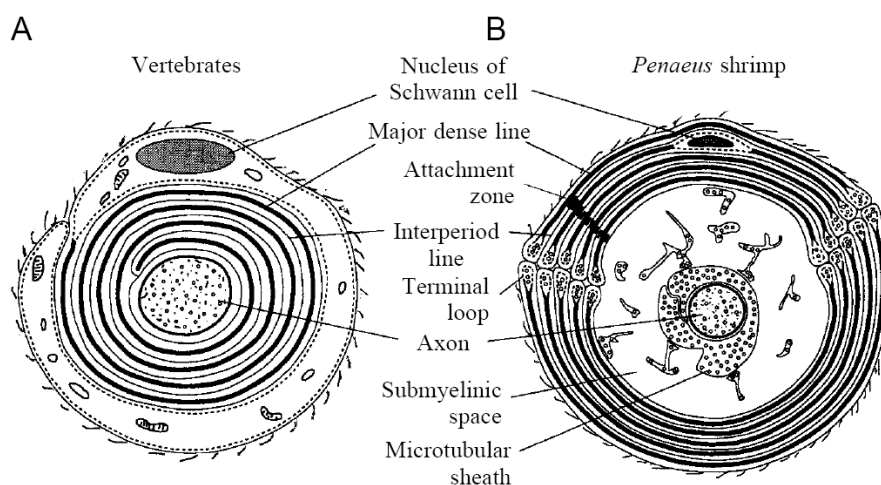 A
B
Vertebrates
Nucleus of
Schwann cell
Penaeus shrimp
Major dense line
Attachment
zone
Interperiod
line
Terminal
loop
Axon
Submyelinic
space
Microtubular
sheath